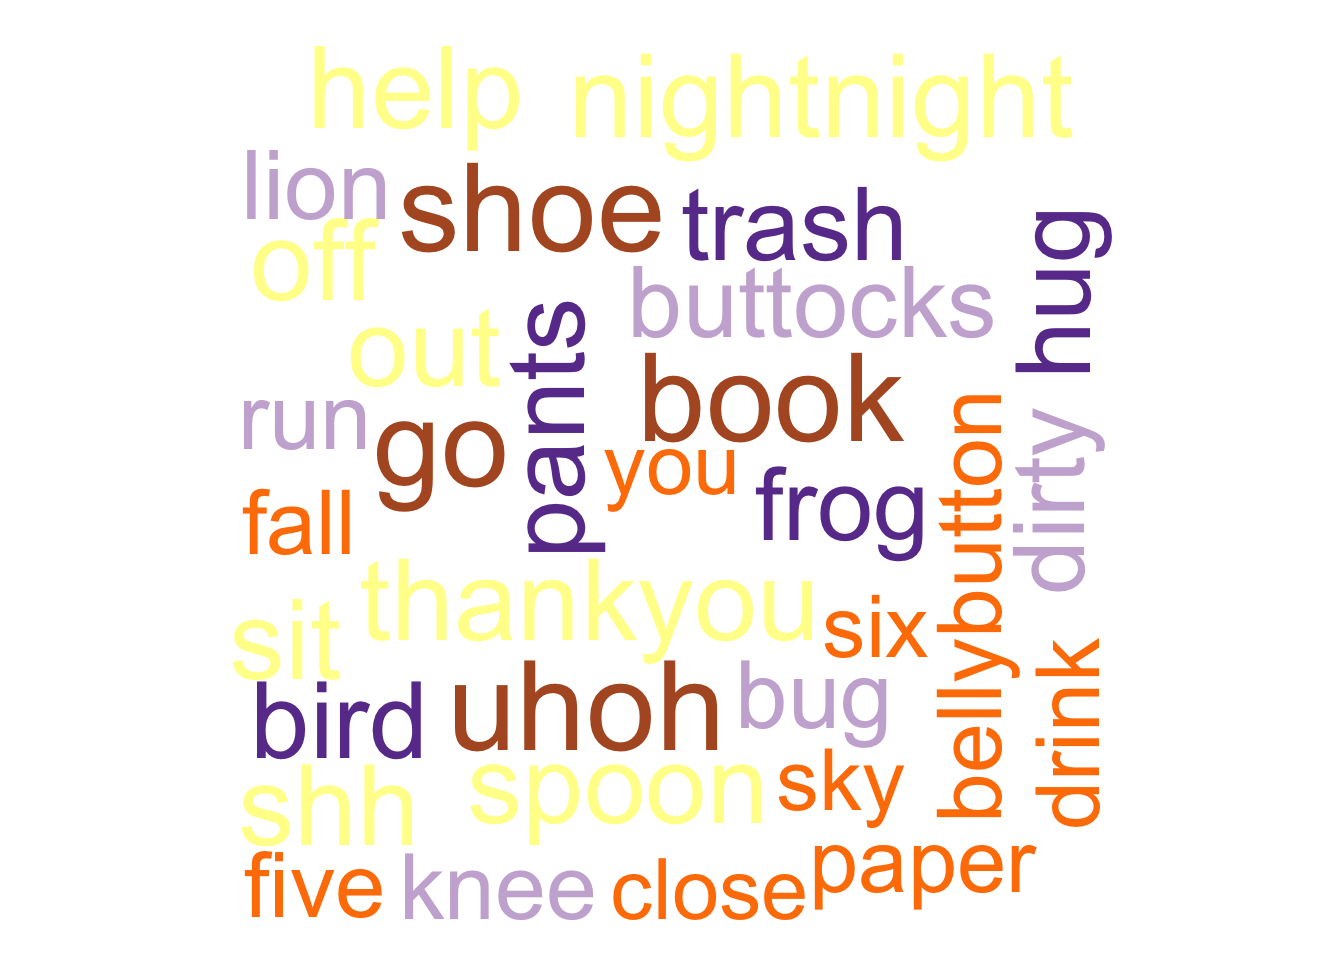 help nightnight
lion shoe trash
off buttocks hug
out pants book
run go you dirty
fall frog bellybutton
sit thankyou six
bird uhoh bug drink
shh spoon sky
five knee close paper